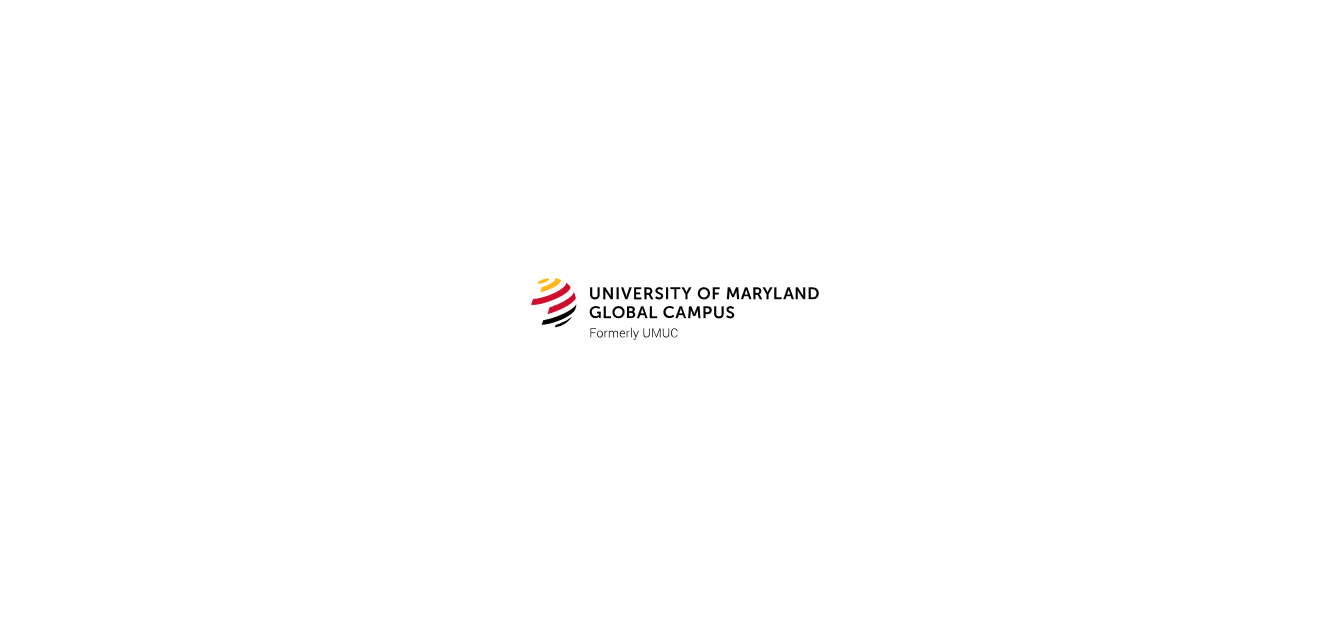 UNIVERSITY OF MARYLAND
GLOBAL CAMPUS
Formerly UMUC